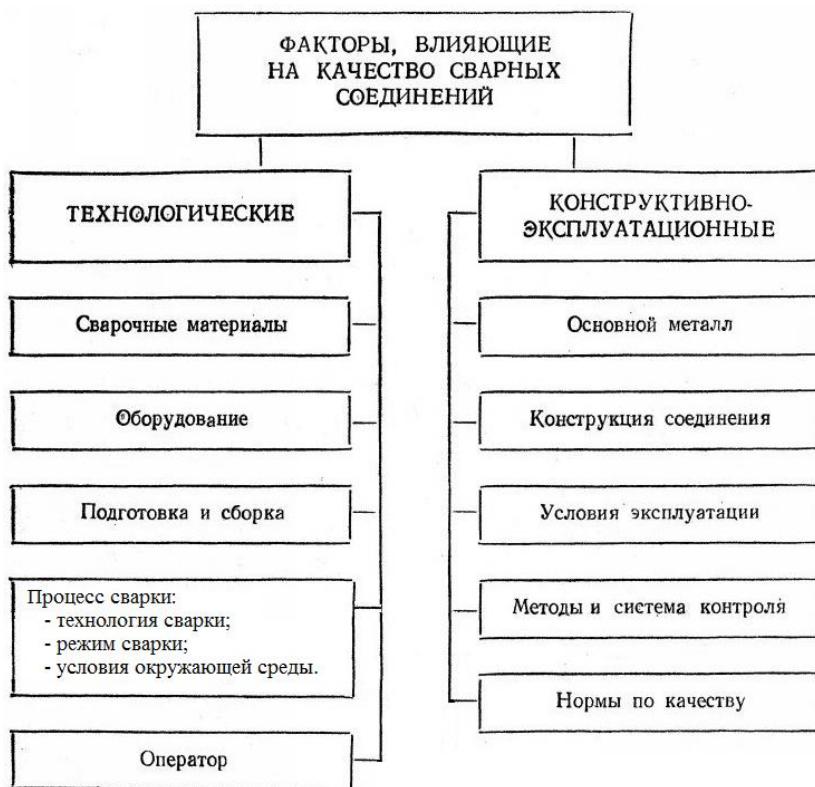 ФАКТОРЫ, ВЛИЯЮЩИЕ
НА КАЧЕСТВО СВАРНЫХ
СОЕДИНЕНИЙ
ТЕХНОЛОГИЧЕСКИЕ
Сварочные материалы
Оборудование
Подготовка и сборка
Процесс сварки:
- технология сварки;
- режим сварки;
- условия окружающей среды.
Оператор
КОНСТРУКТИВНО-
ЭКСПЛУАТАЦИОННЫЕ
Основной металл
Конструкция соединения
Условия эксплуатации
Методы и система контроля
Нормы по качеству